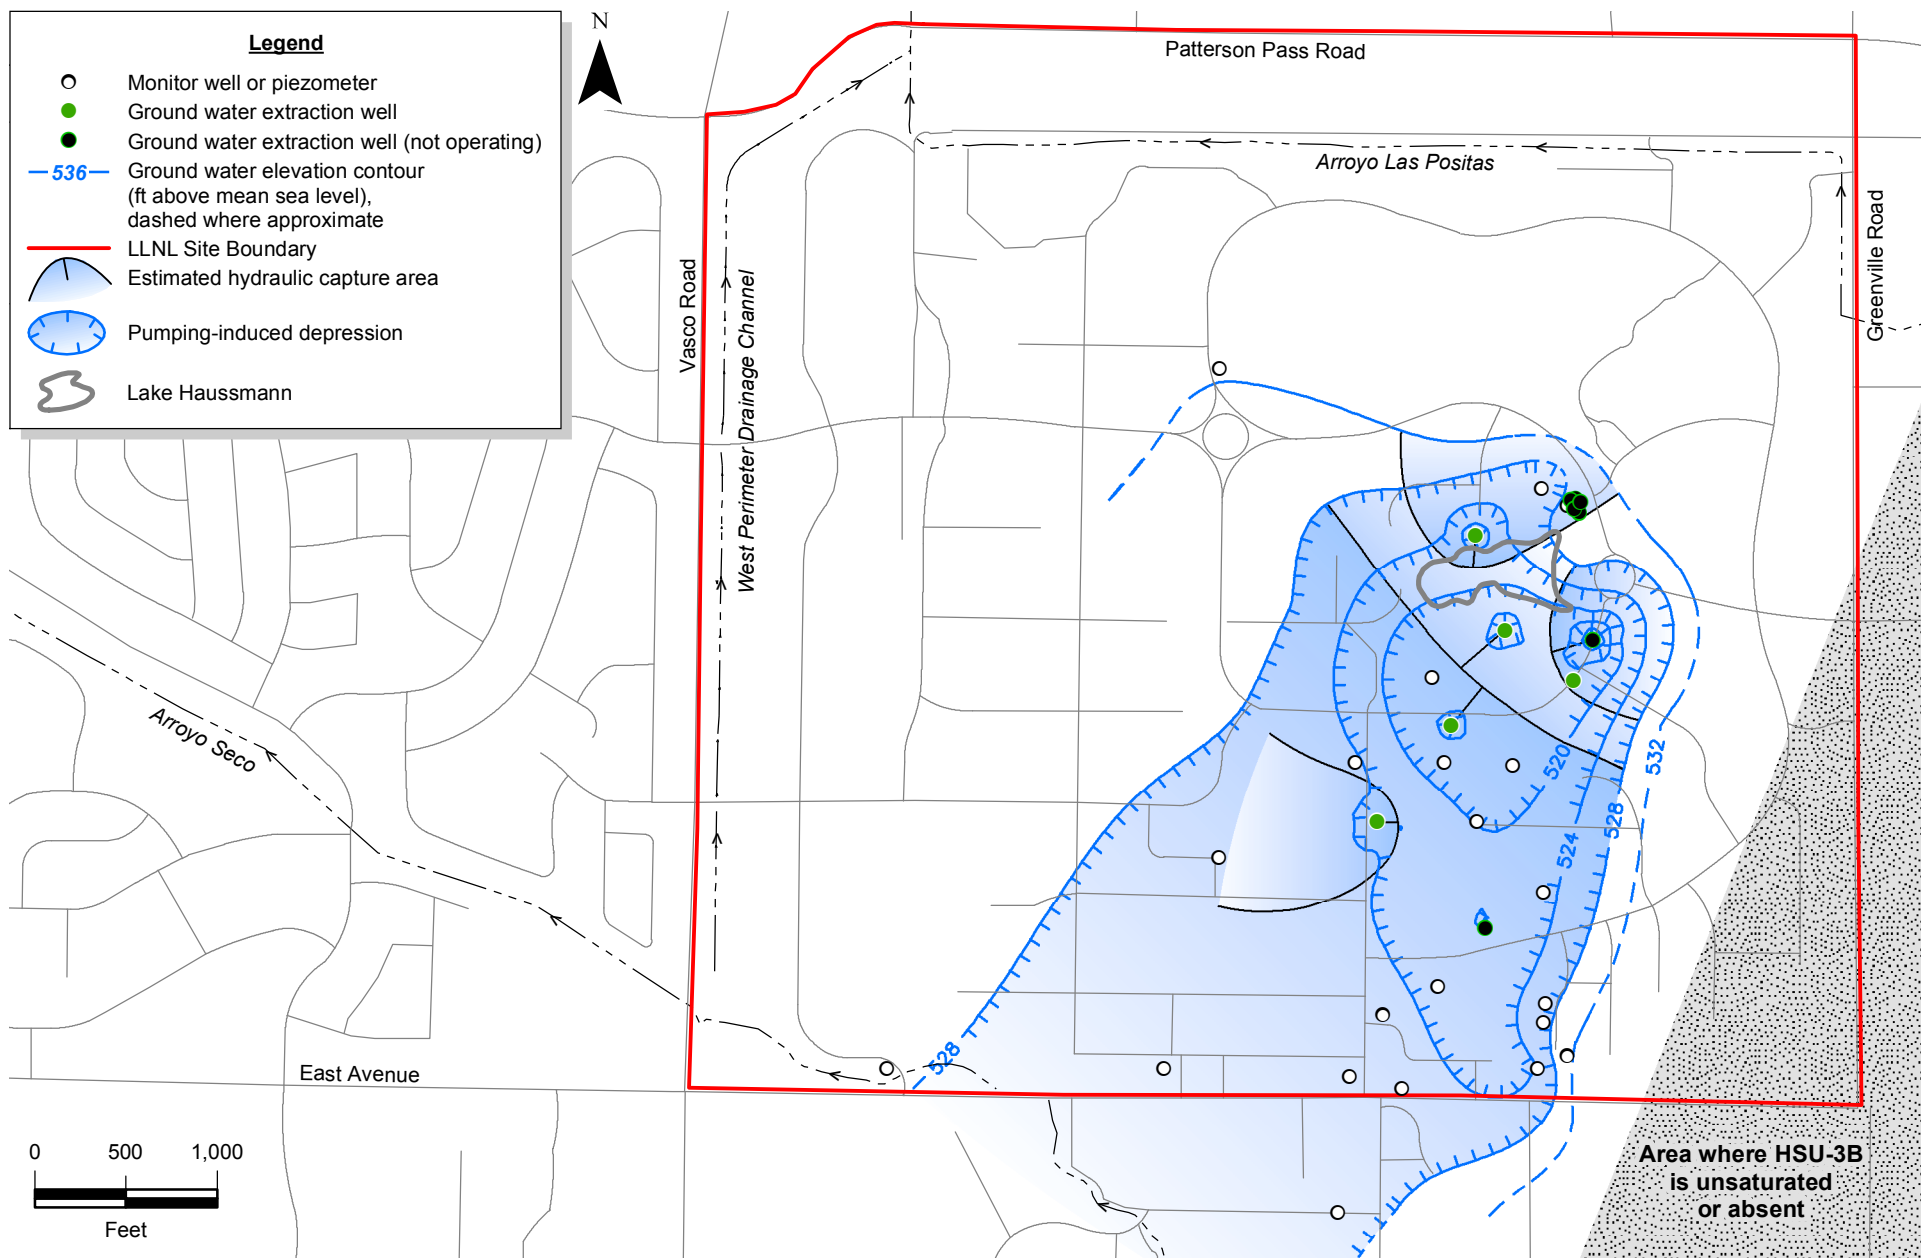 Legend
Monitor well or piezometer
Ground water extraction well
Ground water extraction well (not operating)
536
Ground water elevation contour
(ft above mean sea level),
dashed where approximate
LLNL Site Boundary
Estimated hydraulic capture area
Pumping-induced depression
Lake Haussmann
N
Patterson Pass Road
Arroyo Las Positas
Greenville Road
Vasco Road
West Perimeter Drainage Channel
Arroyo Seco
520
532
528
524
528
East Avenue
0 500 1,000
Feet
Area where HSU-3B
is unsaturated
or absent